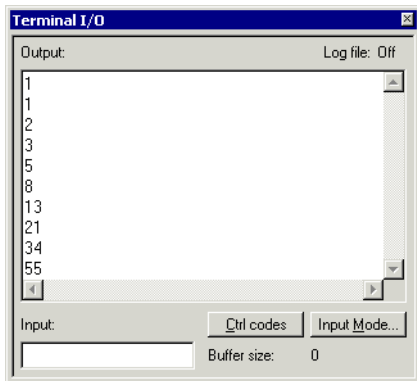 Terminal I/O
Output: Log file: Off
1
1
2
3
5
8
13
21
34
55
Input: Ctrl codes Input Mode...
Buffer size: 0